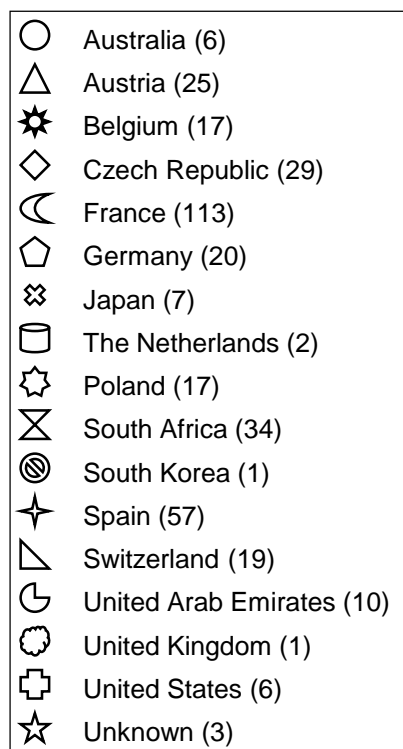 Australia (6)
Austria (25)
Belgium (17)
Czech Republic (29)
France (113)
Germany (20)
Japan (7)
The Netherlands (2)
Poland (17)
South Africa (34)
South Korea (1)
Spain (57)
Switzerland (19)
United Arab Emirates (10)
United Kingdom (1)
United States (6)
Unknown (3)